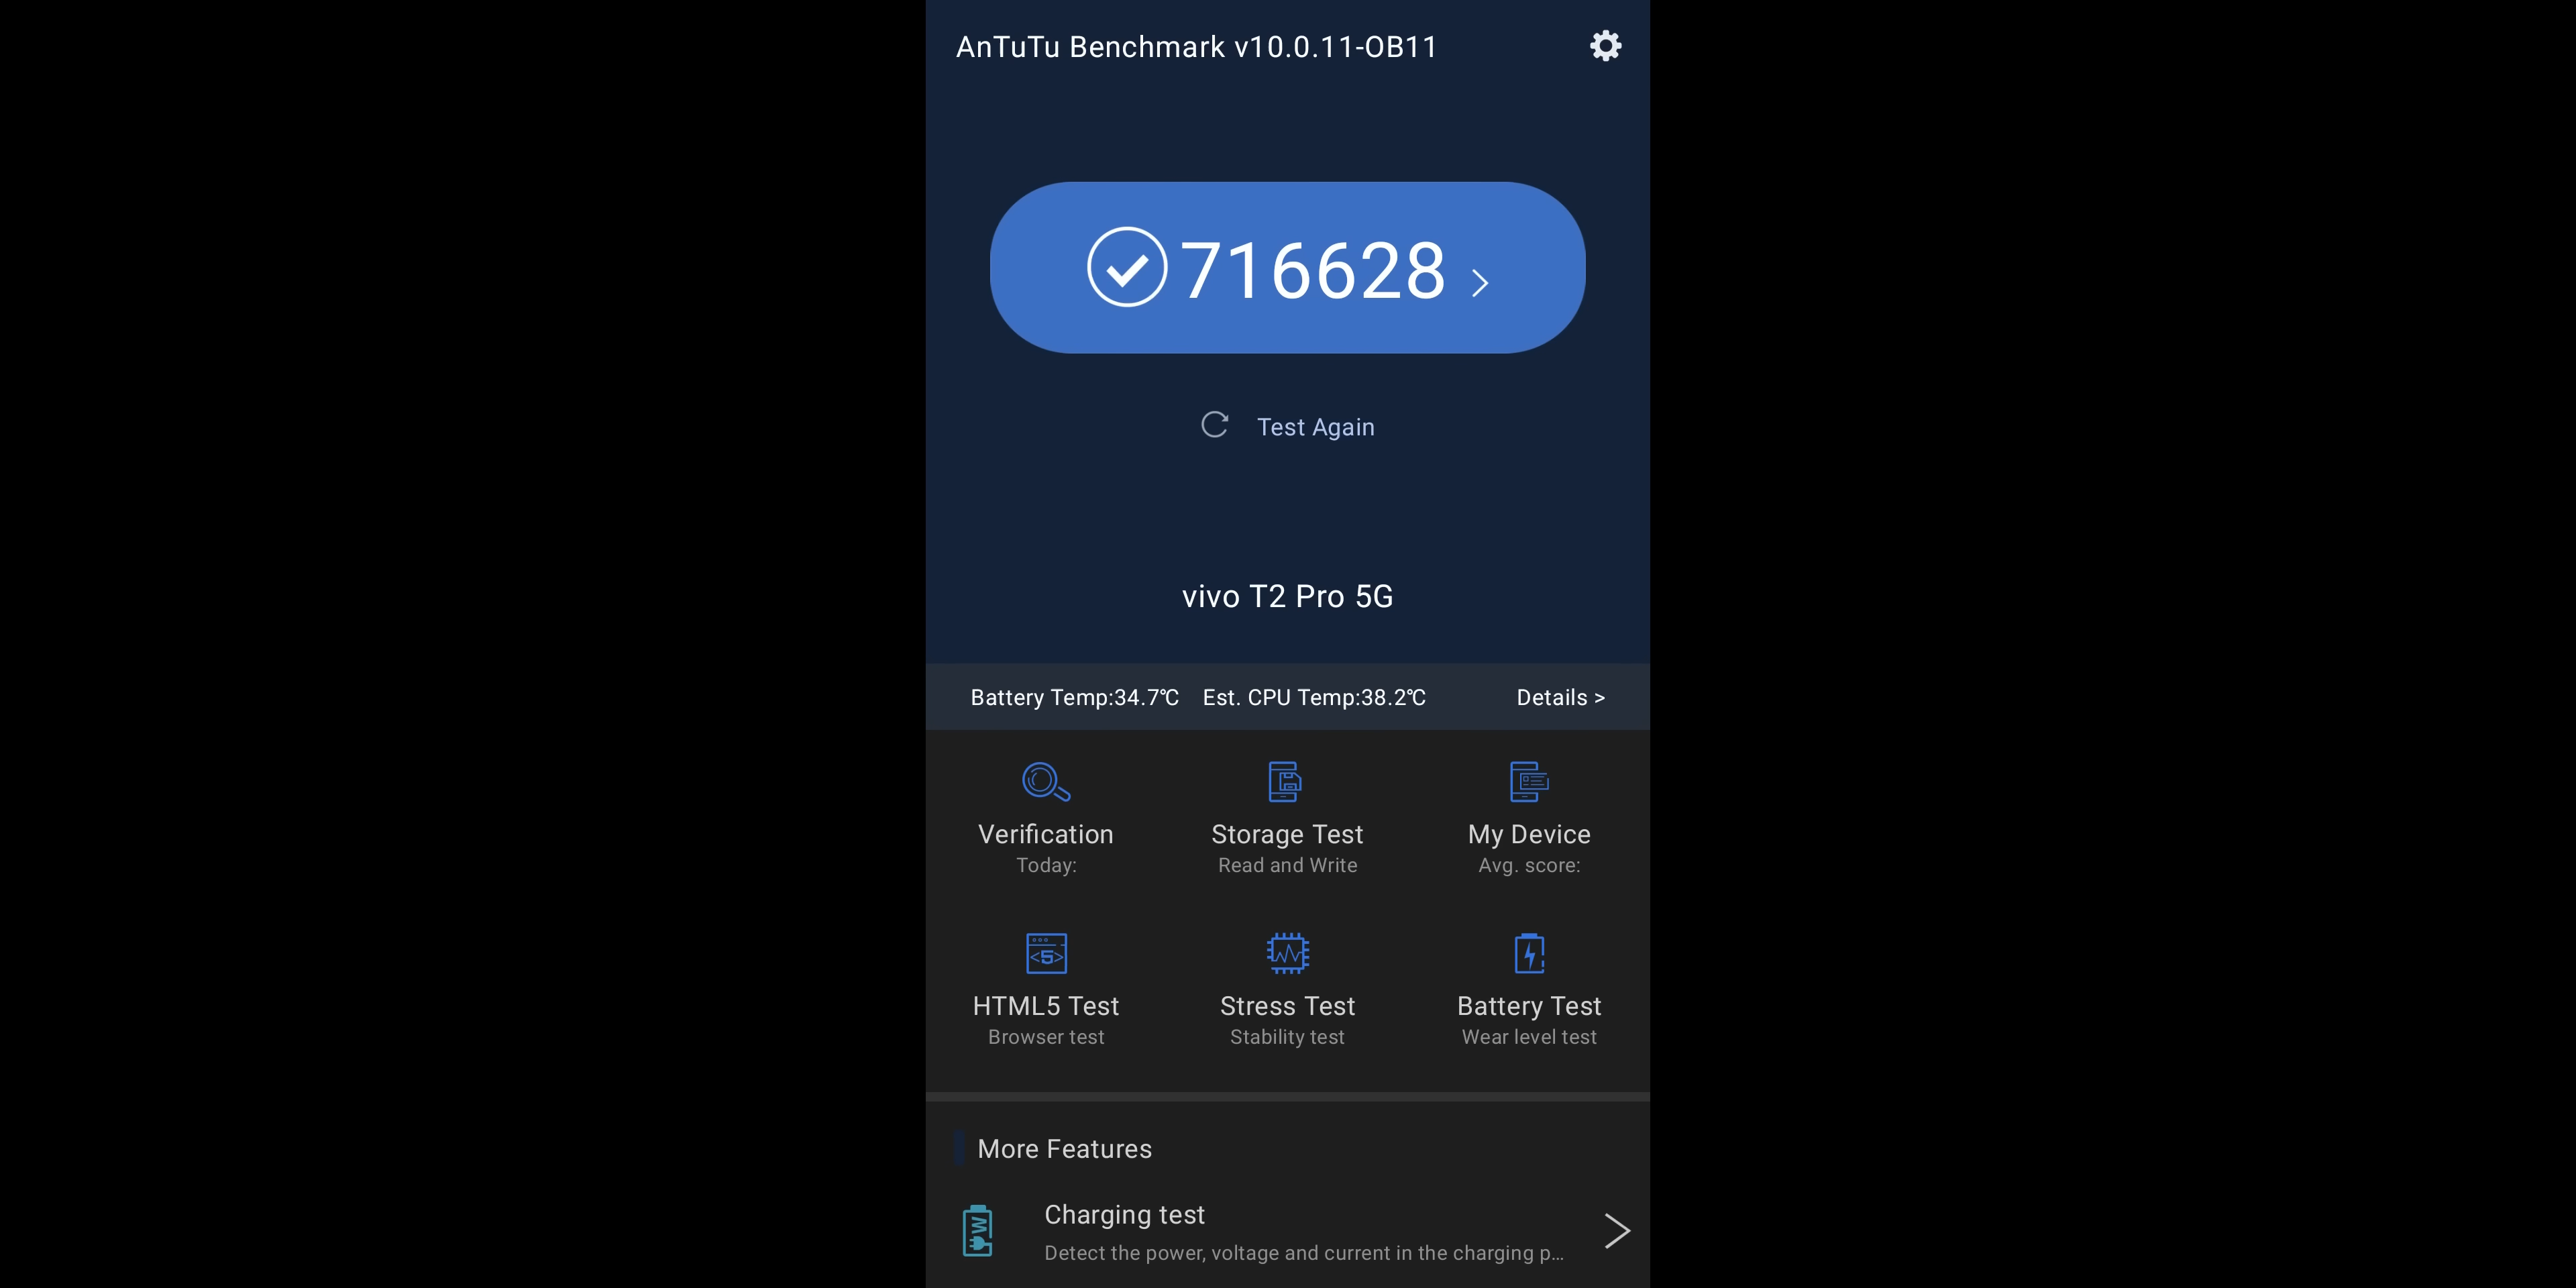 AnTuTu Benchmark v10.0.11-OB11
716628 >
Test Again
vivo T2 Pro 5G
Battery Temp:34.7℃ Est. CPU Temp:38.2℃ Details >
Verification Storage Test My Device
Today: Read and Write Avg. score:
<5>
HTML5 Test Stress Test Battery Test
Browser test Stability test Wear level test
More Features
W
Charging test
Detect the power, voltage and current in the charging p...